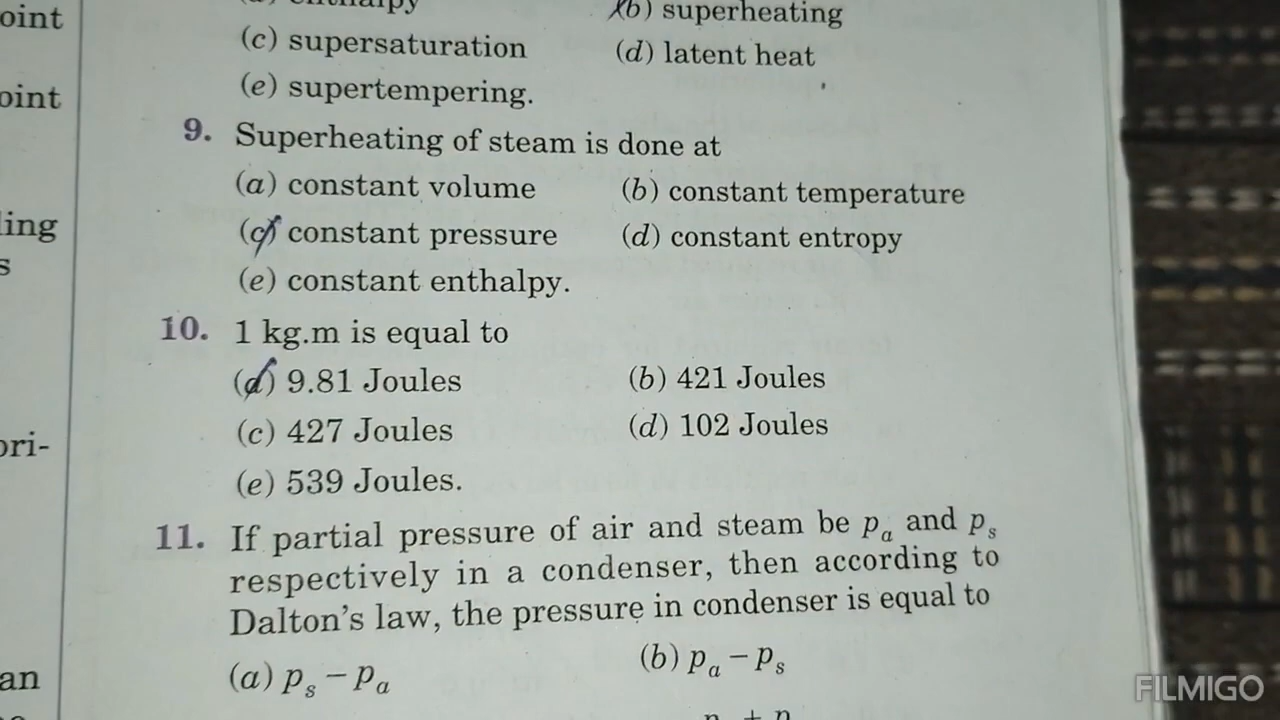 oint
oint
ling
s
ori-
an
(b) superheating
(c) supersaturation (d) latent heat
(e) supertempering.
9. Superheating of steam is done at
(a) constant volume (b) constant temperature
(c) constant pressure (d) constant entropy
(e) constant enthalpy.
10. 1 kg.m is equal to
(a) 9.81 Joules (b) 421 Joules
(c) 427 Joules (d) 102 Joules
(e) 539 Joules.
11. If partial pressure of air and steam be pₐ and pₛ
respectively in a condenser, then according to
Dalton's law, the pressure in condenser is equal to
(a) pₛ − pₐ (b) pₐ − pₛ
FILMIGO